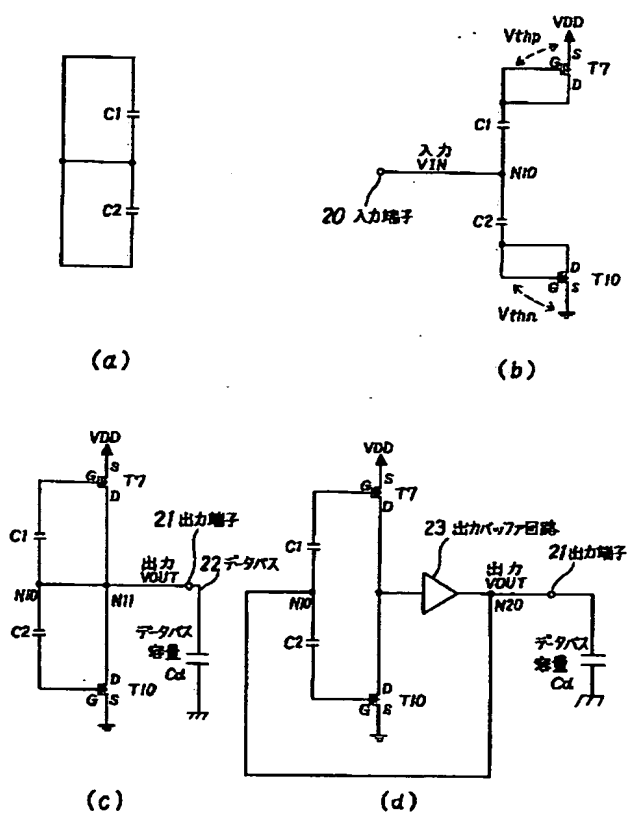 C1
C2
(a)
VDD
Vthp
S
G
T7
D
C1
入力
VIN
N10
20 入力端子
C2
D
T10
G
S
Vthn
(b)
VDD
S
G
T7
D
21 出力端子
C1
出力
VOUT
22 データバス
N10
N11
C2
データバス
容量
Cd
D
T10
G
S
(c)
VDD
S
G
T7
D
23 出力バッファ回路
21 出力端子
C1
出力
VOUT
N10
N20
C2
データバス
容量
Cd
D
T10
G
S
(d)